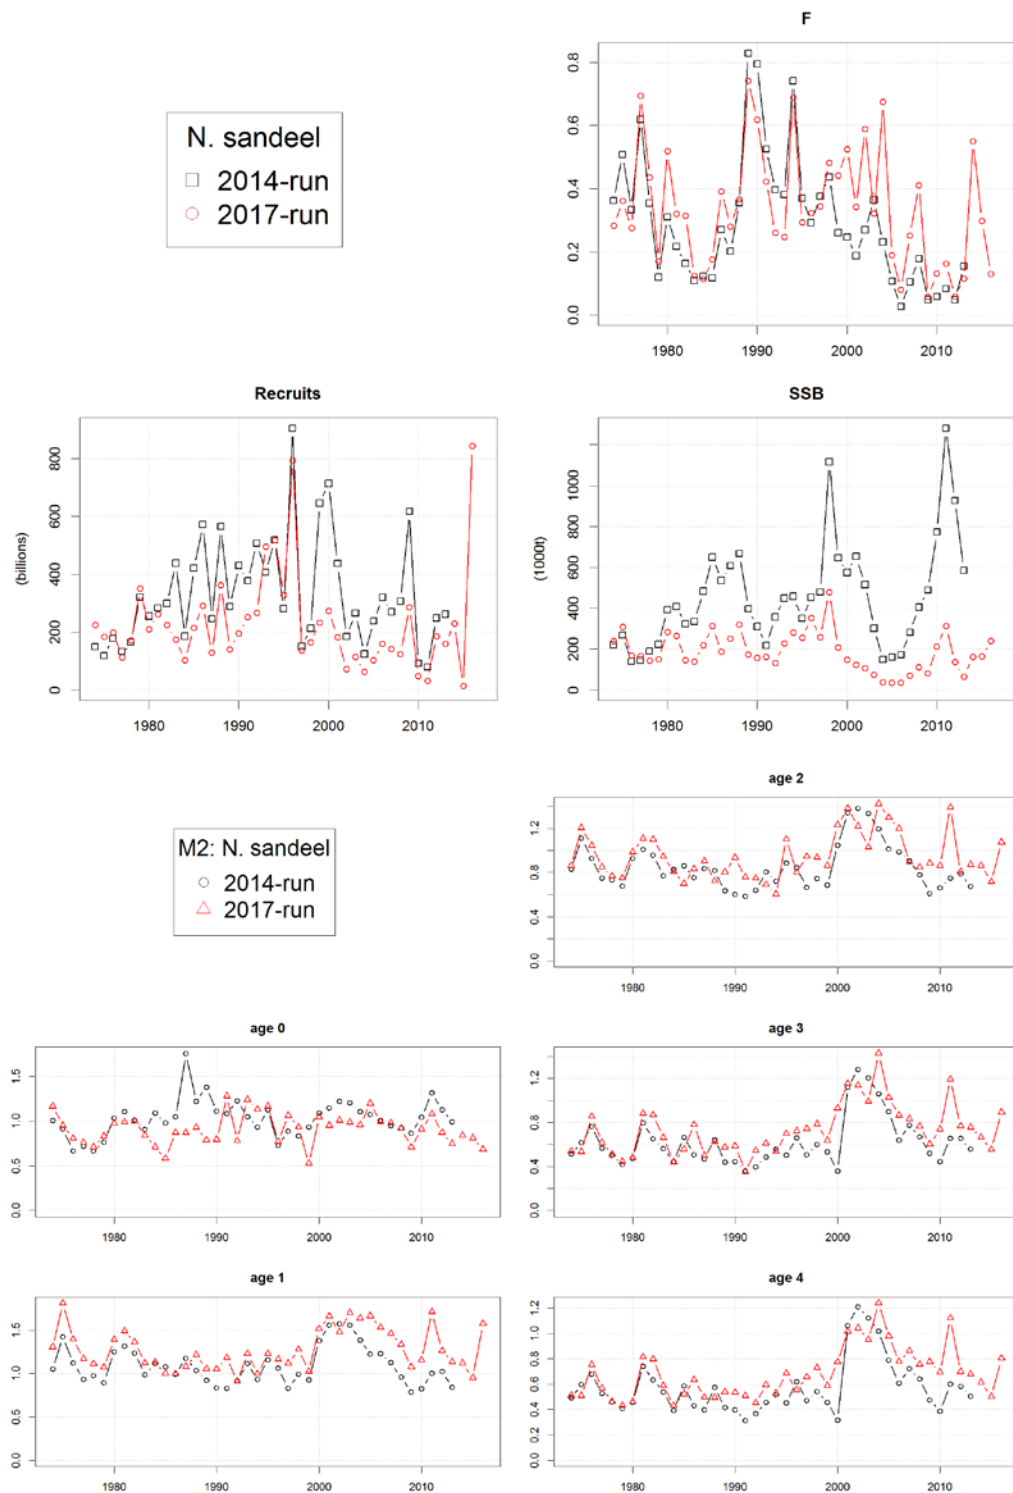 F
N. sandeel
2014-run
2017-run
0.0 0.2 0.4 0.6 0.8
1980 1990 2000 2010
Recruits
(billions)
0 200 400 600 800
1980 1990 2000 2010
SSB
(1000t)
0 200 400 600 800 1000
1980 1990 2000 2010
M2: N. sandeel
2014-run
2017-run
age 2
0.0 0.4 0.8 1.2
1980 1990 2000 2010
age 0
0.0 0.5 1.0 1.5
1980 1990 2000 2010
age 3
0.0 0.4 0.8 1.2
1980 1990 2000 2010
age 1
0.0 0.5 1.0 1.5
1980 1990 2000 2010
age 4
0.0 0.2 0.4 0.6 0.8 1.0 1.2
1980 1990 2000 2010